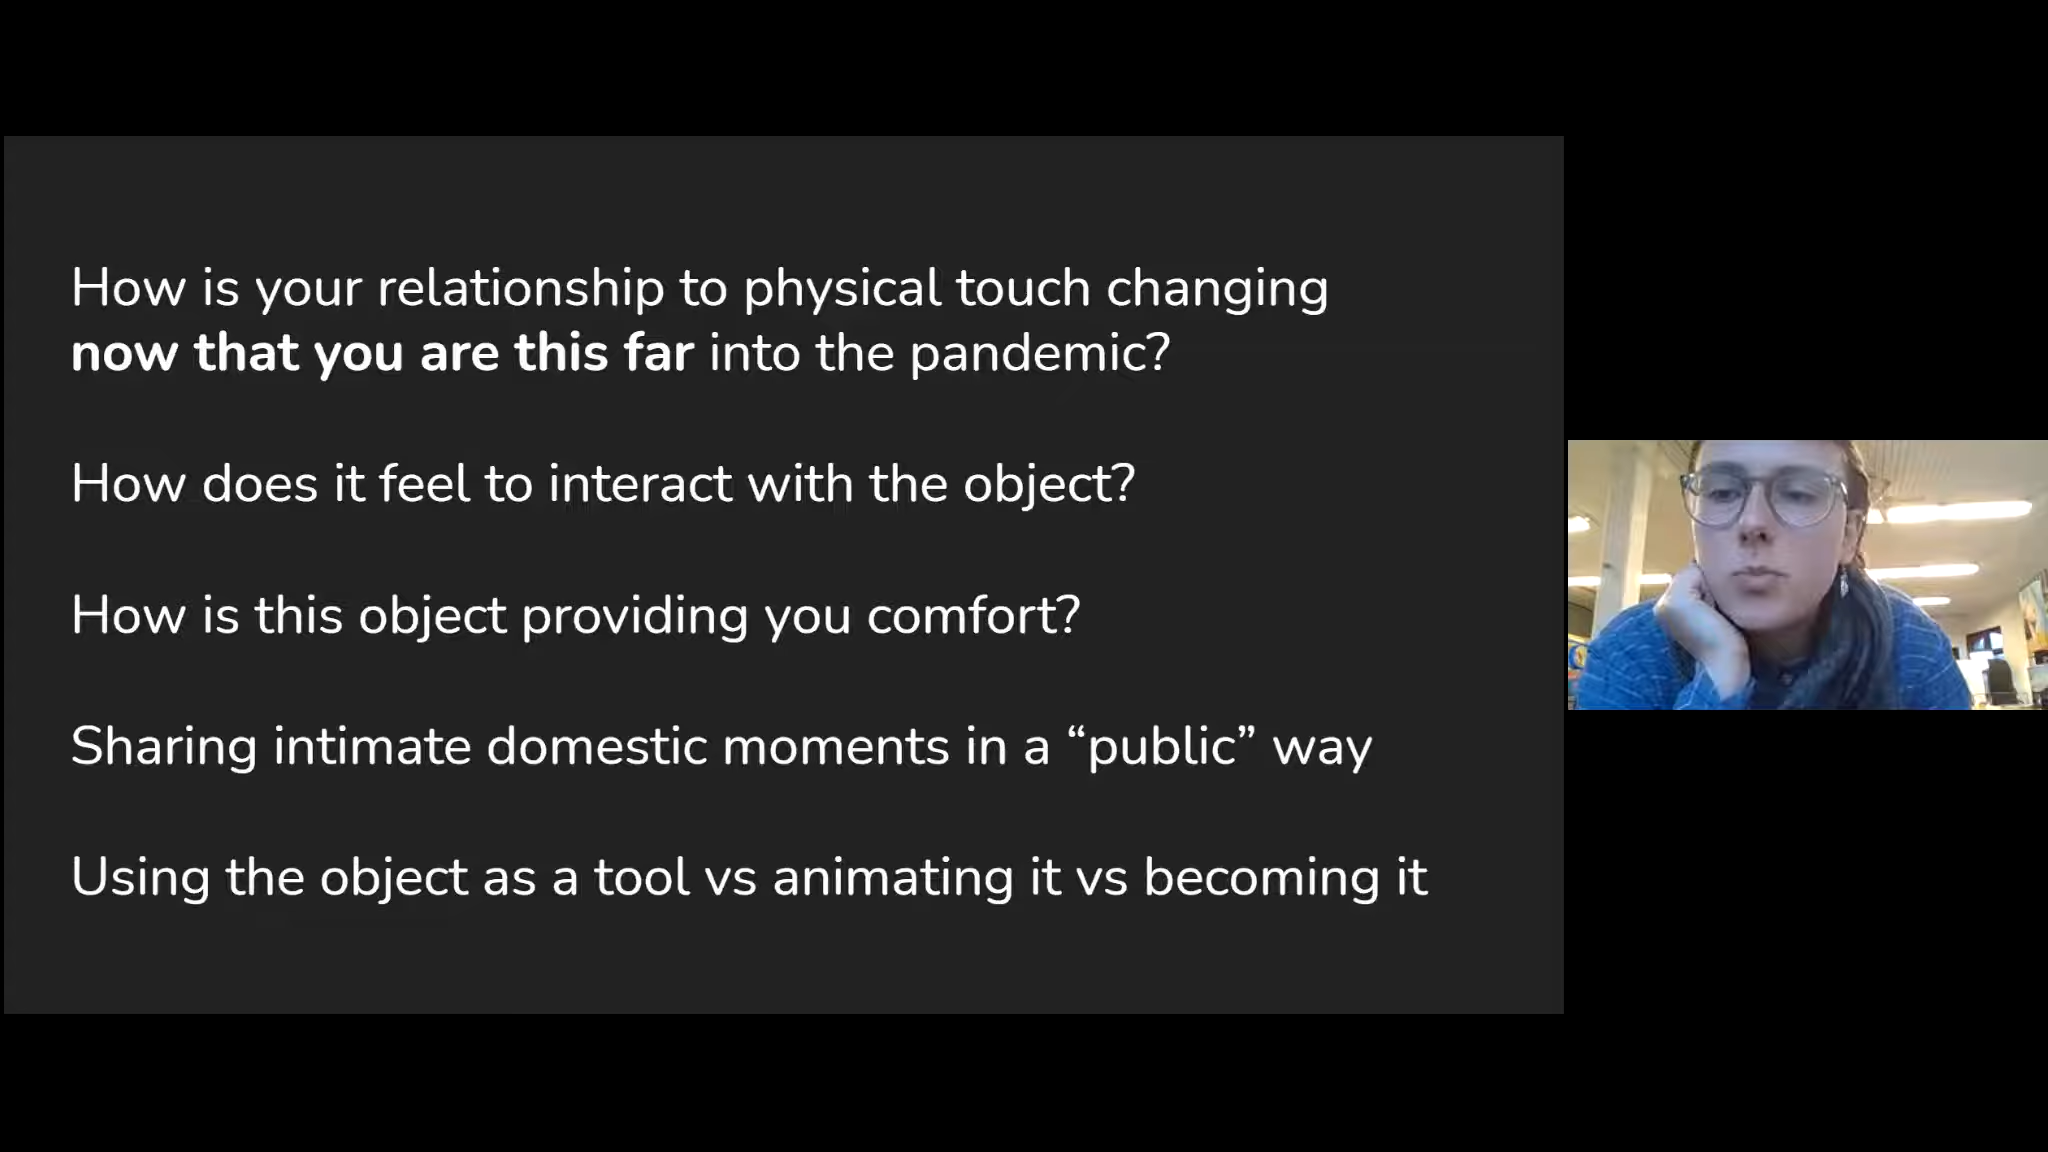 How is your relationship to physical touch changing
now that you are this far into the pandemic?
How does it feel to interact with the object?
How is this object providing you comfort?
Sharing intimate domestic moments in a “public” way
Using the object as a tool vs animating it vs becoming it